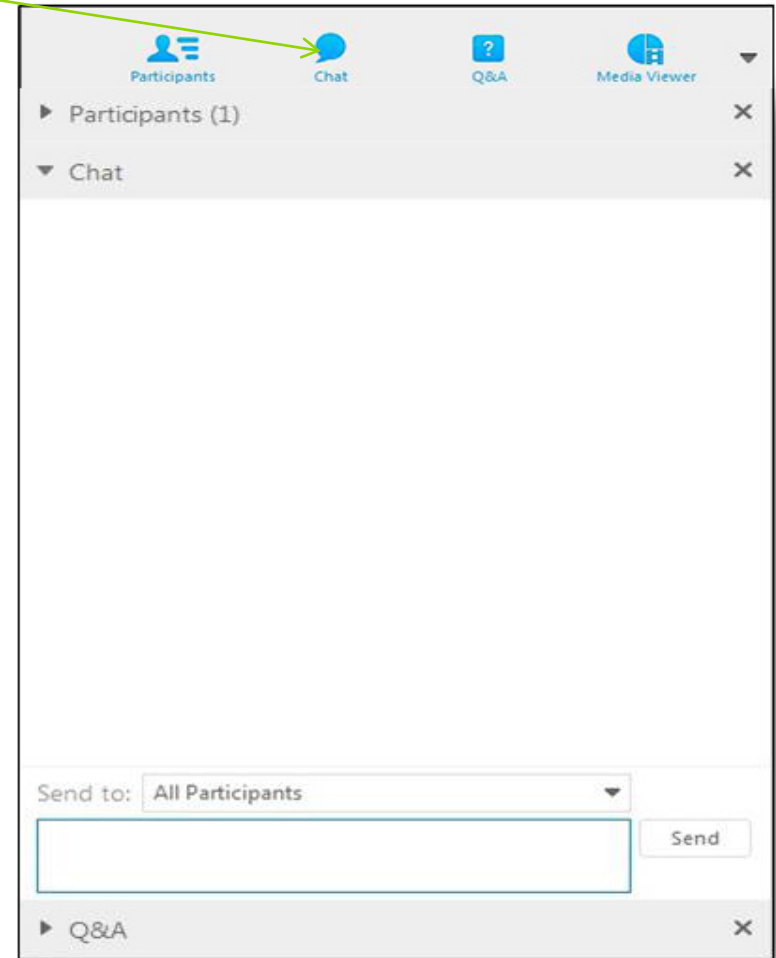 Participants Chat Q&A Media Viewer
Participants (1)
Chat
Send to: All Participants
Send
Q&A